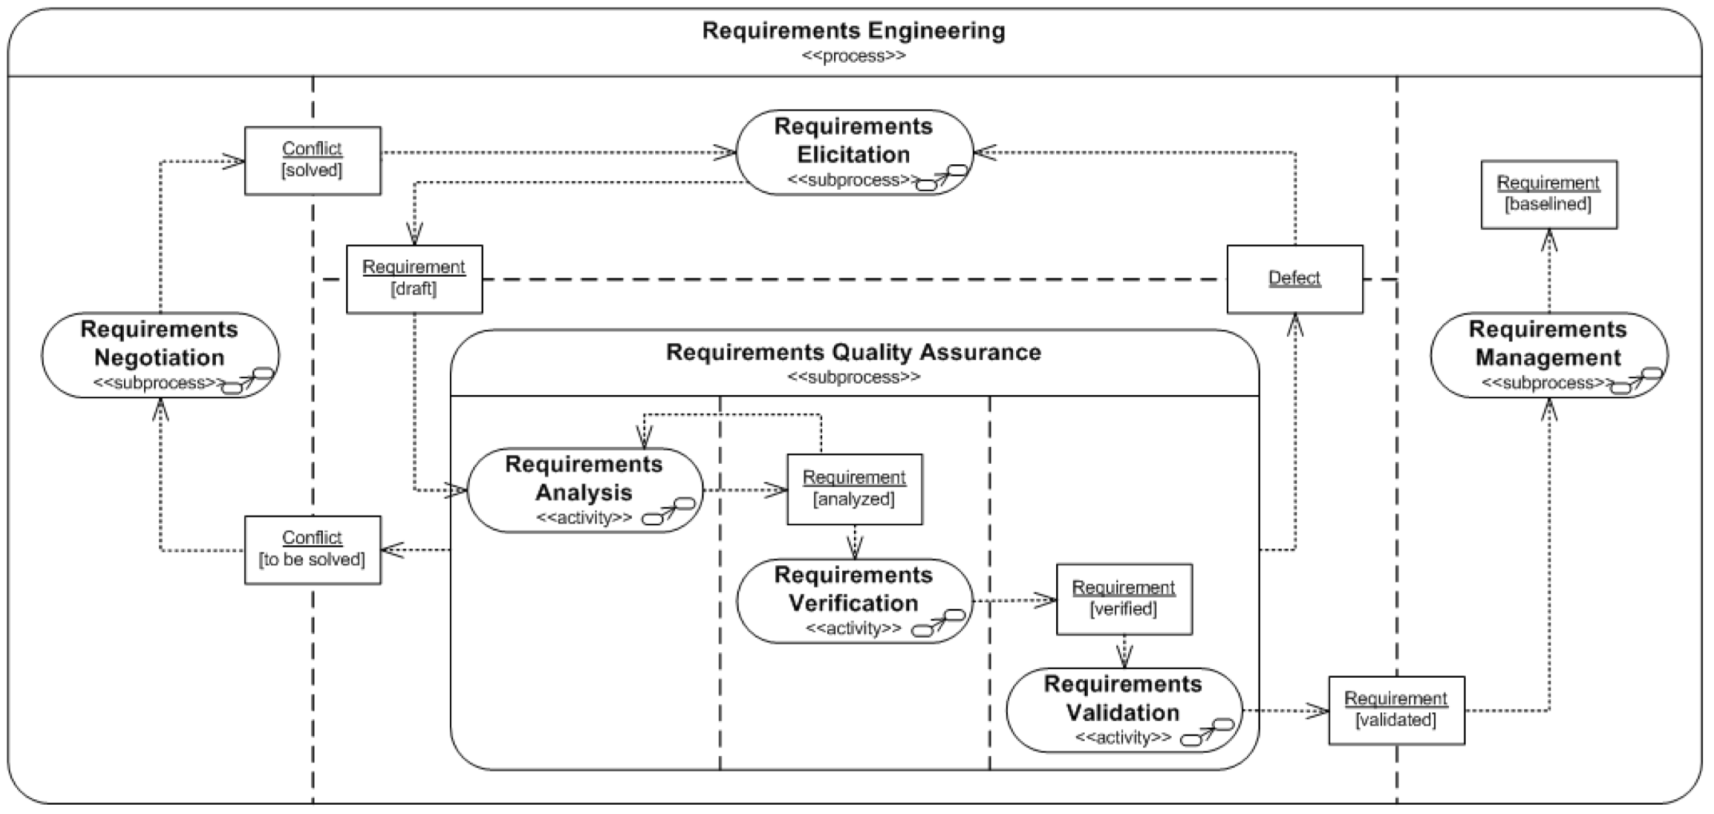 Requirements Engineering
<<process>>
Conflict
[solved]
Requirements
Elicitation
<<subprocess>>
Requirement
[baselined]
Requirement
[draft]
Defect
Requirements
Negotiation
<<subprocess>>
Requirements Quality Assurance
<<subprocess>>
Requirements
Management
<<subprocess>>
Requirements
Analysis
<<activity>>
Requirement
[analyzed]
Conflict
[to be solved]
Requirements
Verification
<<activity>>
Requirement
[verified]
Requirements
Validation
<<activity>>
Requirement
[validated]